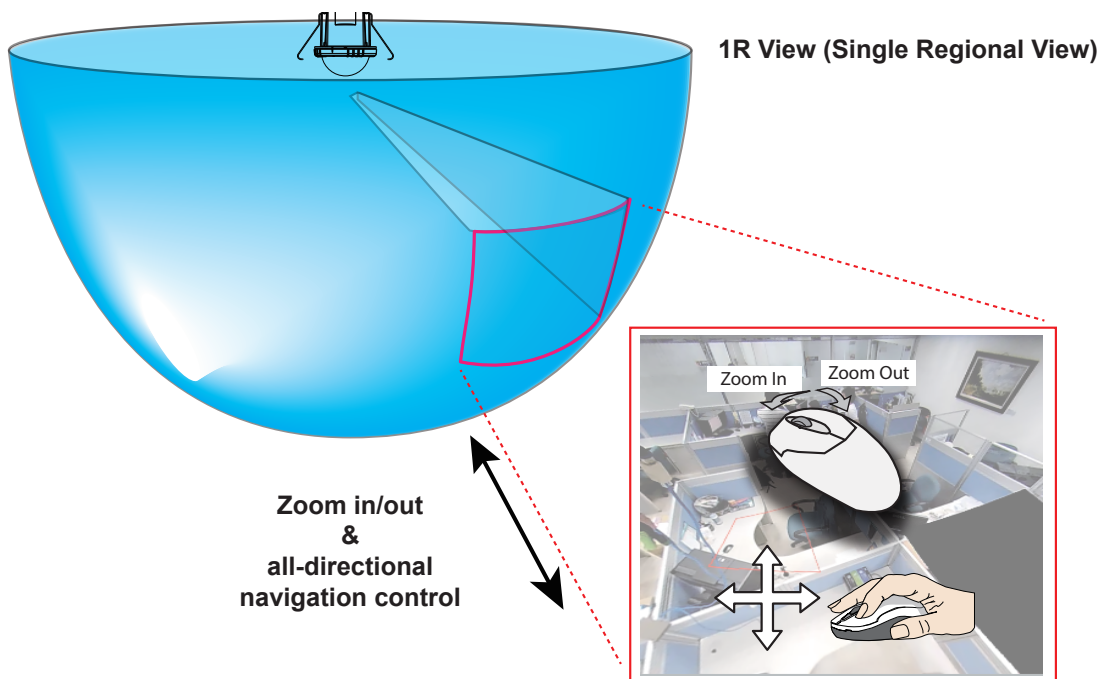 1R View (Single Regional View)
Zoom In
Zoom Out
Zoom in/out
&
all-directional
navigation control